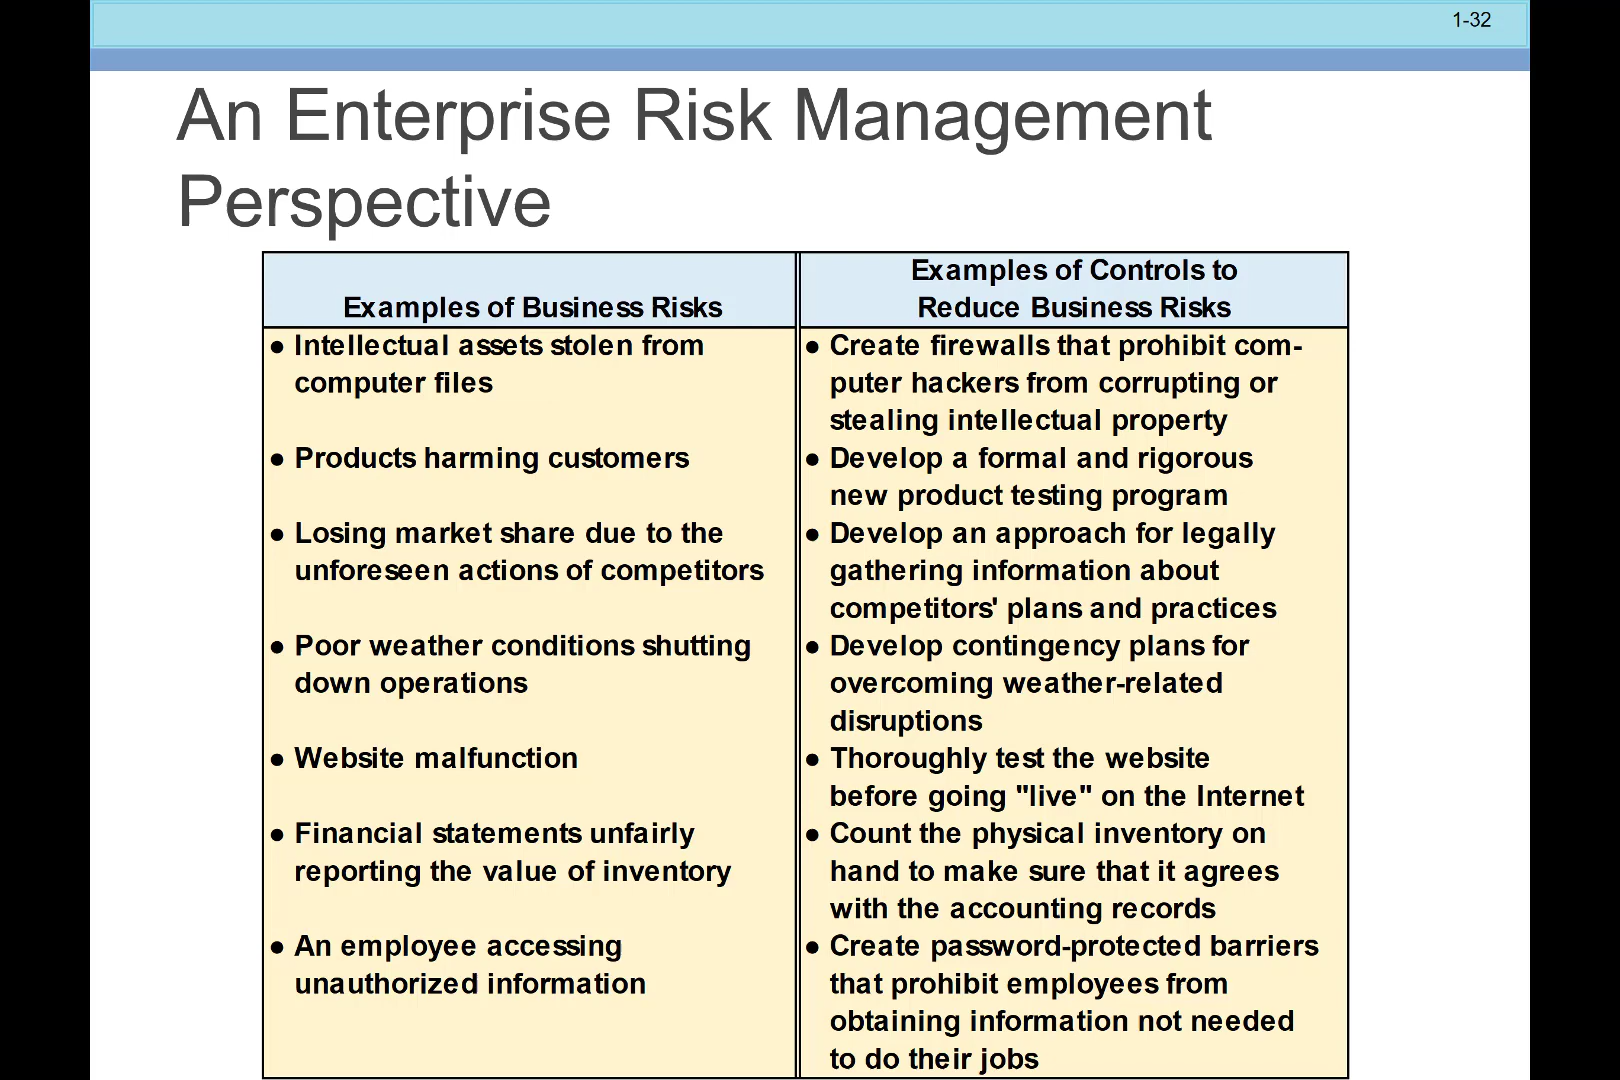 1-32
An Enterprise Risk Management
Perspective
Examples of Business Risks
Examples of Controls to
Reduce Business Risks
● Intellectual assets stolen from
computer files
● Create firewalls that prohibit com-
puter hackers from corrupting or
stealing intellectual property
● Products harming customers
● Develop a formal and rigorous
new product testing program
● Losing market share due to the
unforeseen actions of competitors
● Develop an approach for legally
gathering information about
competitors' plans and practices
● Poor weather conditions shutting
down operations
● Develop contingency plans for
overcoming weather-related
disruptions
● Website malfunction
● Thoroughly test the website
before going "live" on the Internet
● Financial statements unfairly
reporting the value of inventory
● Count the physical inventory on
hand to make sure that it agrees
with the accounting records
● An employee accessing
unauthorized information
● Create password-protected barriers
that prohibit employees from
obtaining information not needed
to do their jobs